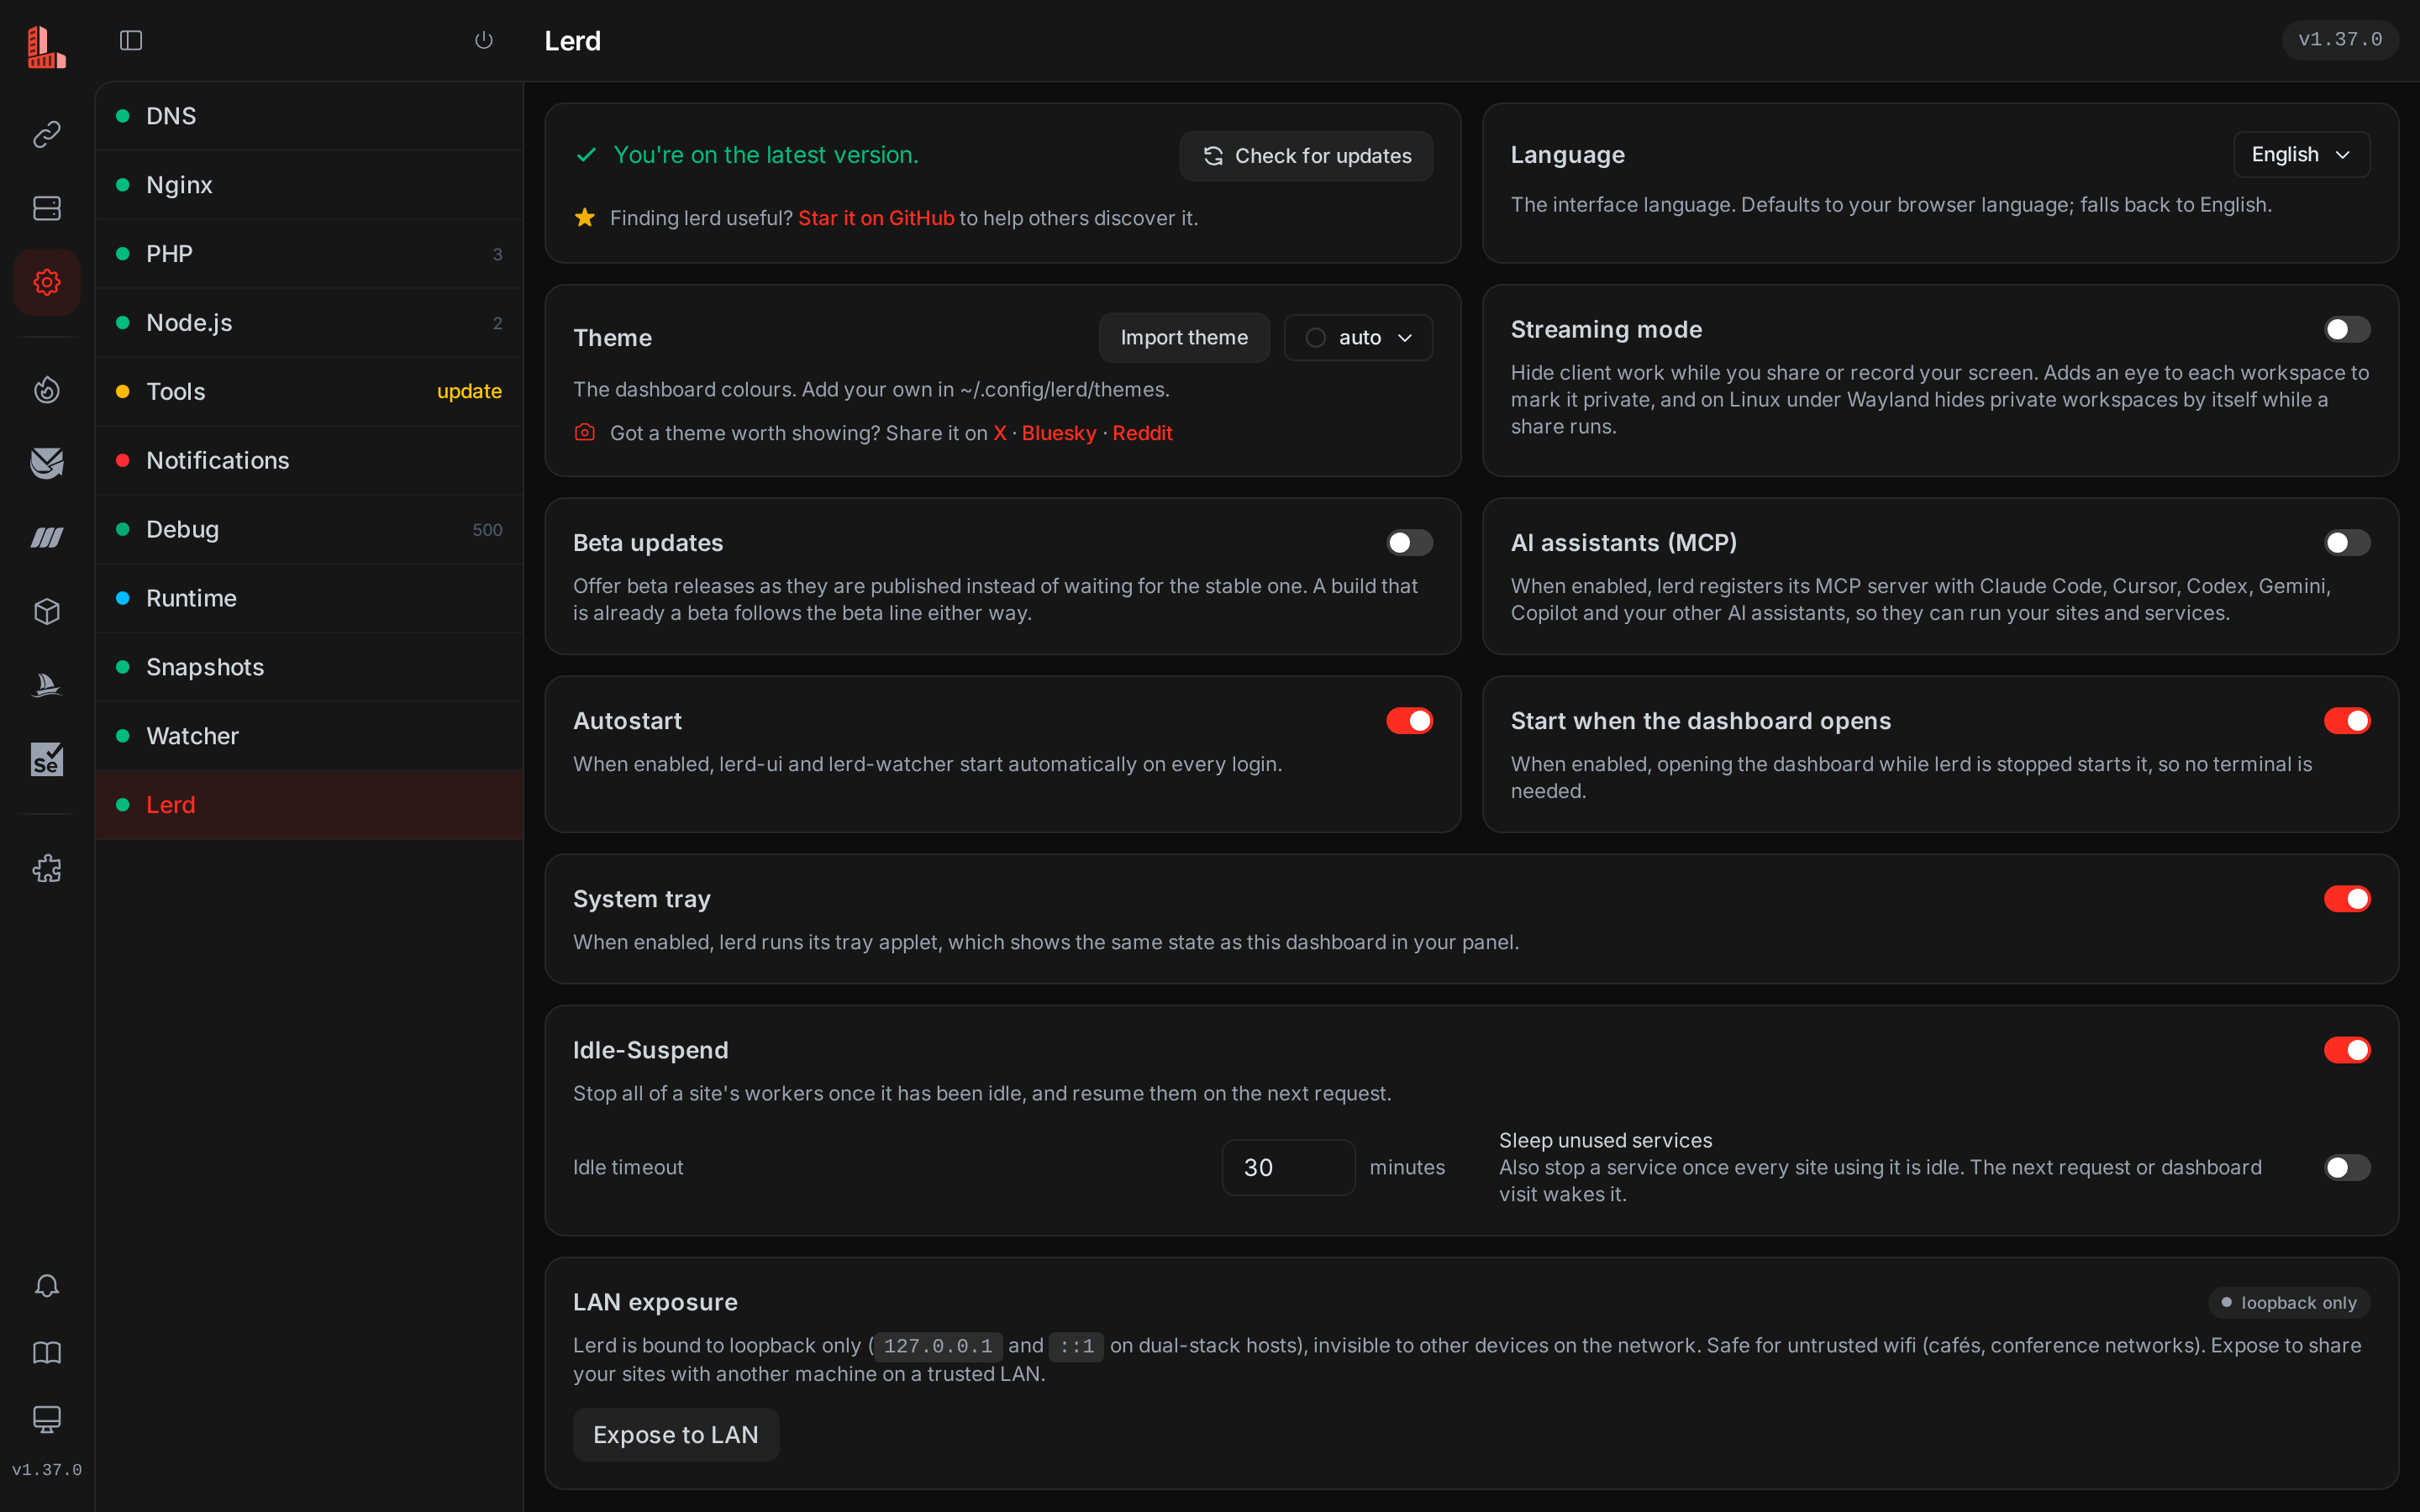 Lerd
v1.37.0
DNS
Nginx
PHP
3
Node.js
2
Tools
update
Notifications
Debug
500
Runtime
Snapshots
Watcher
Lerd
Se
v1.37.0
You're on the latest version.
Check for updates
Finding lerd useful? Star it on GitHub to help others discover it.
Language
English
The interface language. Defaults to your browser language; falls back to English.
Theme
Import theme
auto
The dashboard colours. Add your own in ~/.config/lerd/themes.
Got a theme worth showing? Share it on X · Bluesky · Reddit
Streaming mode
Hide client work while you share or record your screen. Adds an eye to each workspace to
mark it private, and on Linux under Wayland hides private workspaces by itself while a
share runs.
Beta updates
Offer beta releases as they are published instead of waiting for the stable one. A build that
is already a beta follows the beta line either way.
AI assistants (MCP)
When enabled, lerd registers its MCP server with Claude Code, Cursor, Codex, Gemini,
Copilot and your other AI assistants, so they can run your sites and services.
Autostart
When enabled, lerd-ui and lerd-watcher start automatically on every login.
Start when the dashboard opens
When enabled, opening the dashboard while lerd is stopped starts it, so no terminal is
needed.
System tray
When enabled, lerd runs its tray applet, which shows the same state as this dashboard in your panel.
Idle-Suspend
Stop all of a site's workers once it has been idle, and resume them on the next request.
Idle timeout
30
minutes
Sleep unused services
Also stop a service once every site using it is idle. The next request or dashboard
visit wakes it.
LAN exposure
loopback only
Lerd is bound to loopback only (127.0.0.1 and ::1 on dual-stack hosts), invisible to other devices on the network. Safe for untrusted wifi (cafés, conference networks). Expose to share
your sites with another machine on a trusted LAN.
Expose to LAN